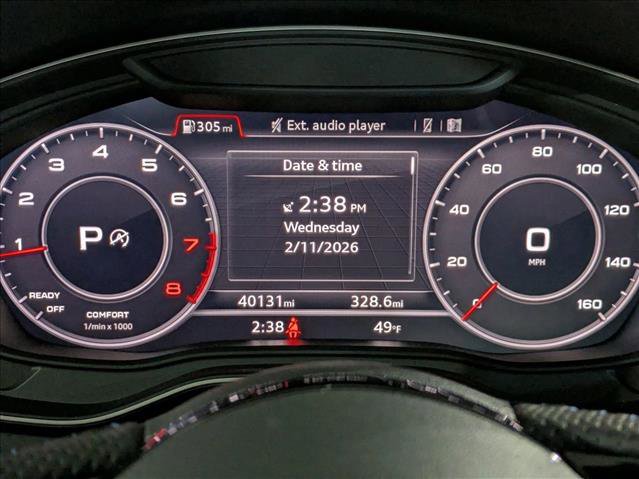 305 mi
Ext. audio player
Date & time
2:38 PM
Wednesday
2/11/2026
40131 mi
328.6 mi
2:38
49°F
1
2
3
4
5
6
7
8
P A
READY
OFF
COMFORT
1/min x 1000
0
20
40
60
80
100
120
140
160
0
MPH